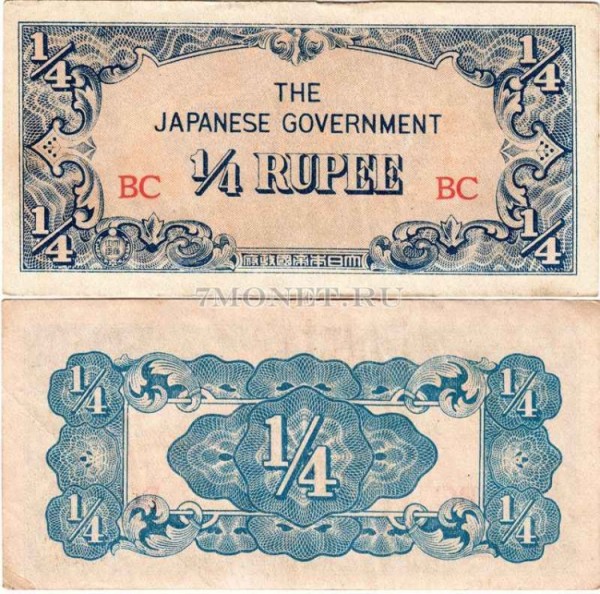 1/4 1/4
THE
JAPANESE GOVERNMENT
BC 1/4 RUPEE BC
1/4 1/4
府政國帝本日大
7MONET.RU
1/4 1/4
1/4
1/4 1/4